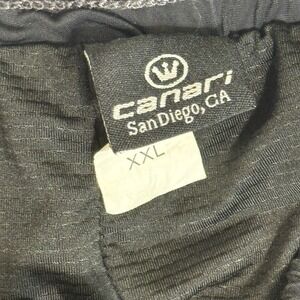 canari
San Diego, CA
XXL